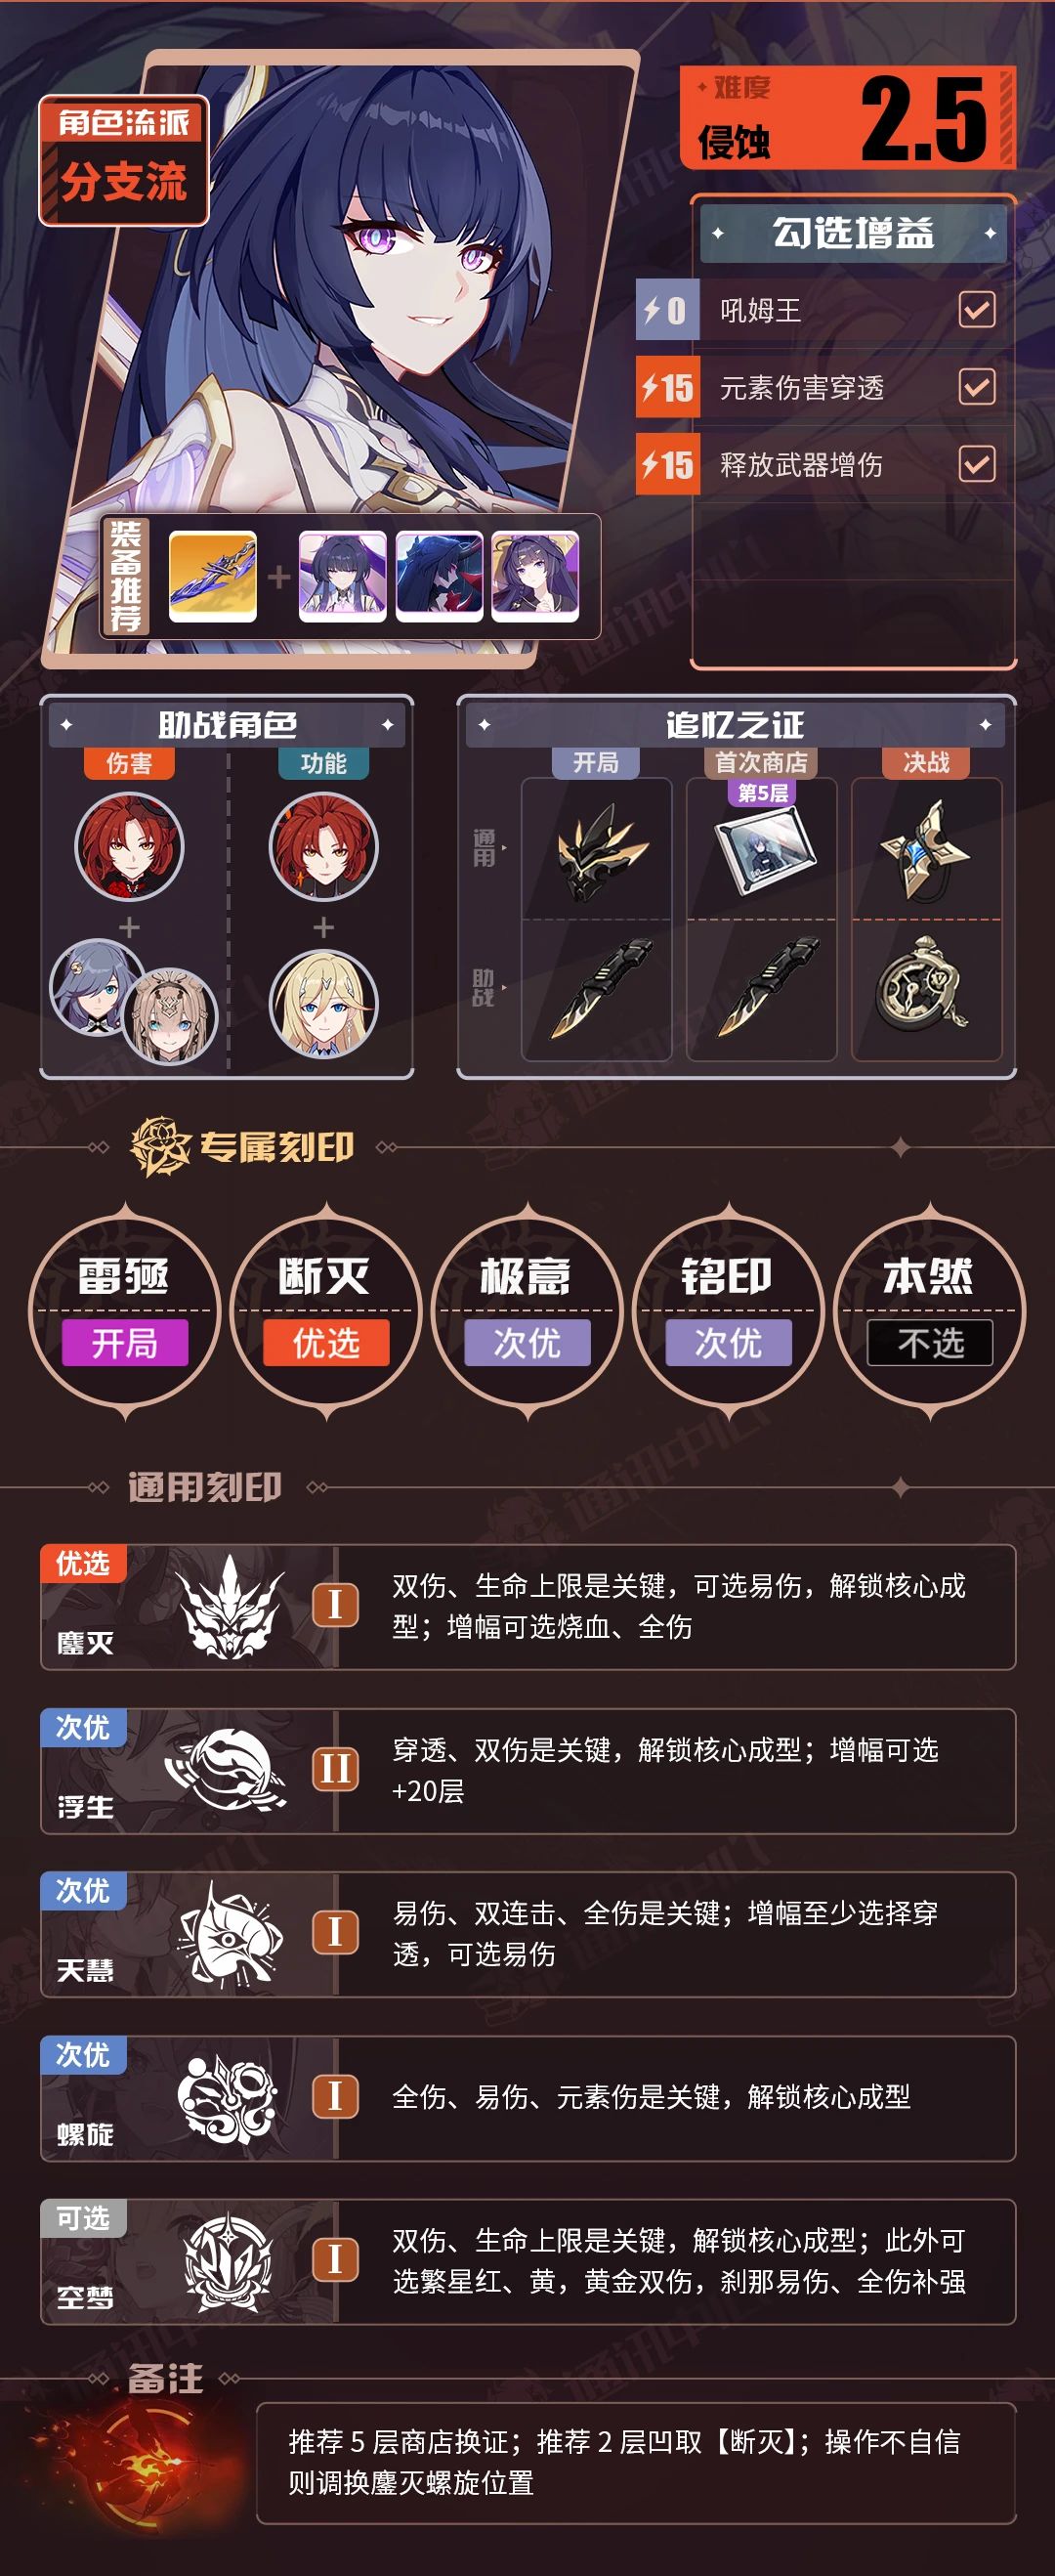 角色流派
分支流
难度
侵蚀
2.5
勾选增益
0
吼姆王
15
元素伤害穿透
15
释放武器增伤
装备推荐
+
助战角色
伤害
功能
+
+
追忆之证
开局
首次商店
决战
第5层
通用
助战
专属刻印
雷殛
断灭
极意
铭印
本然
开局
优选
次优
次优
不选
通用刻印
优选
鏖灭
I
双伤、生命上限是关键，可选易伤，解锁核心成
型；增幅可选烧血、全伤
次优
浮生
II
穿透、双伤是关键，解锁核心成型；增幅可选
+20层
次优
天慧
I
易伤、双连击、全伤是关键；增幅至少选择穿
透，可选易伤
次优
螺旋
I
全伤、易伤、元素伤是关键，解锁核心成型
可选
空梦
I
双伤、生命上限是关键，解锁核心成型；此外可
选繁星红、黄，黄金双伤，刹那易伤、全伤补强
备注
推荐 5 层商店换证；推荐 2 层凹取【断灭】；操作不自信
则调换鏖灭螺旋位置
通讯中心